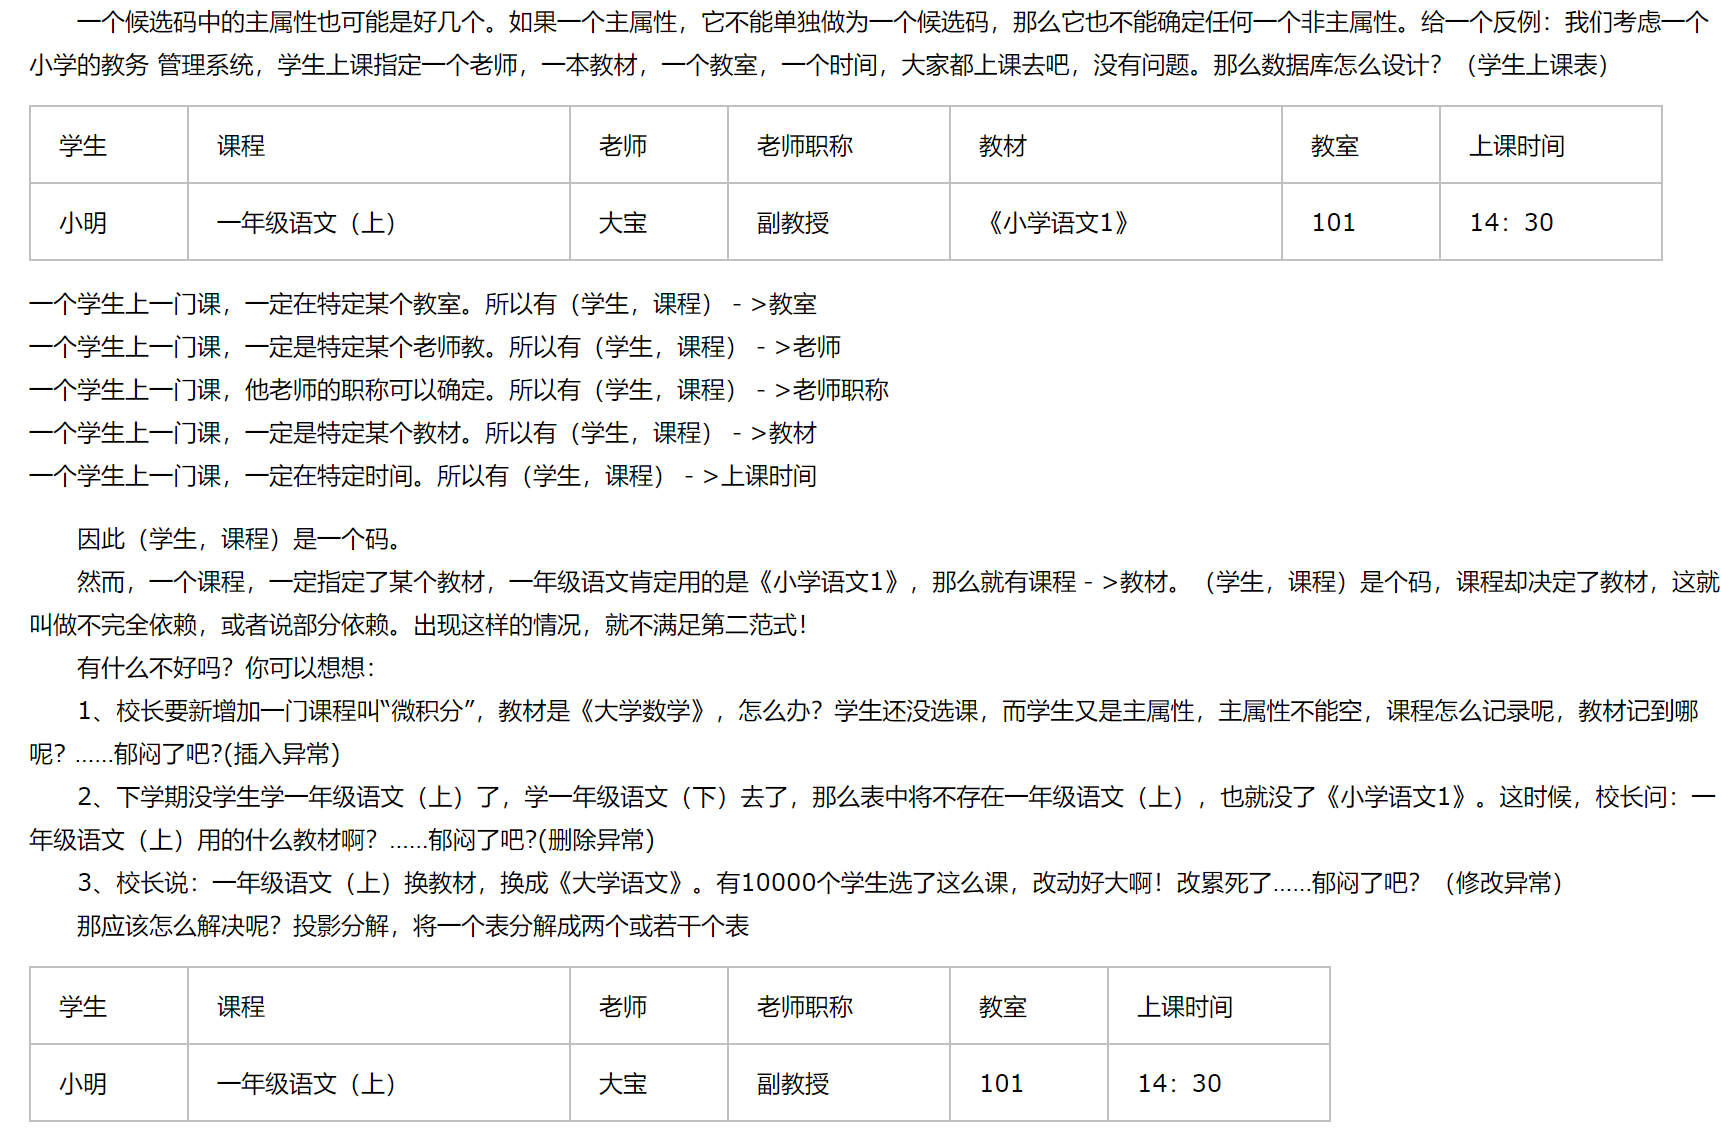 一个候选码中的主属性也可能是好几个。如果一个主属性，它不能单独做为一个候选码，那么它也不能确定任何一个非主属性。给一个反例：我们考虑一个
小学的教务 管理系统，学生上课指定一个老师，一本教材，一个教室，一个时间，大家都上课去吧，没有问题。那么数据库怎么设计？（学生上课表）
学生 课程 老师 老师职称 教材 教室 上课时间
小明 一年级语文（上） 大宝 副教授 《小学语文1》 101 14：30
一个学生上一门课，一定在特定某个教室。所以有（学生，课程）－>教室
一个学生上一门课，一定是特定某个老师教。所以有（学生，课程）－>老师
一个学生上一门课，他老师的职称可以确定。所以有（学生，课程）－>老师职称
一个学生上一门课，一定是特定某个教材。所以有（学生，课程）－>教材
一个学生上一门课，一定在特定时间。所以有（学生，课程）－>上课时间
因此（学生，课程）是一个码。
然而，一个课程，一定指定了某个教材，一年级语文肯定用的是《小学语文1》，那么就有课程－>教材。（学生，课程）是个码，课程却决定了教材，这就
叫做不完全依赖，或者说部分依赖。出现这样的情况，就不满足第二范式！
有什么不好吗？你可以想想：
1、校长要新增加一门课程叫“微积分”，教材是《大学数学》，怎么办？学生还没选课，而学生又是主属性，主属性不能空，课程怎么记录呢，教材记到哪
呢？……郁闷了吧?(插入异常)
2、下学期没学生学一年级语文（上）了，学一年级语文（下）去了，那么表中将不存在一年级语文（上），也就没了《小学语文1》。这时候，校长问：一
年级语文（上）用的什么教材啊？……郁闷了吧?(删除异常)
3、校长说：一年级语文（上）换教材，换成《大学语文》。有10000个学生选了这么课，改动好大啊！改累死了……郁闷了吧？（修改异常）
那应该怎么解决呢？投影分解，将一个表分解成两个或若干个表
学生 课程 老师 老师职称 教室 上课时间
小明 一年级语文（上） 大宝 副教授 101 14：30